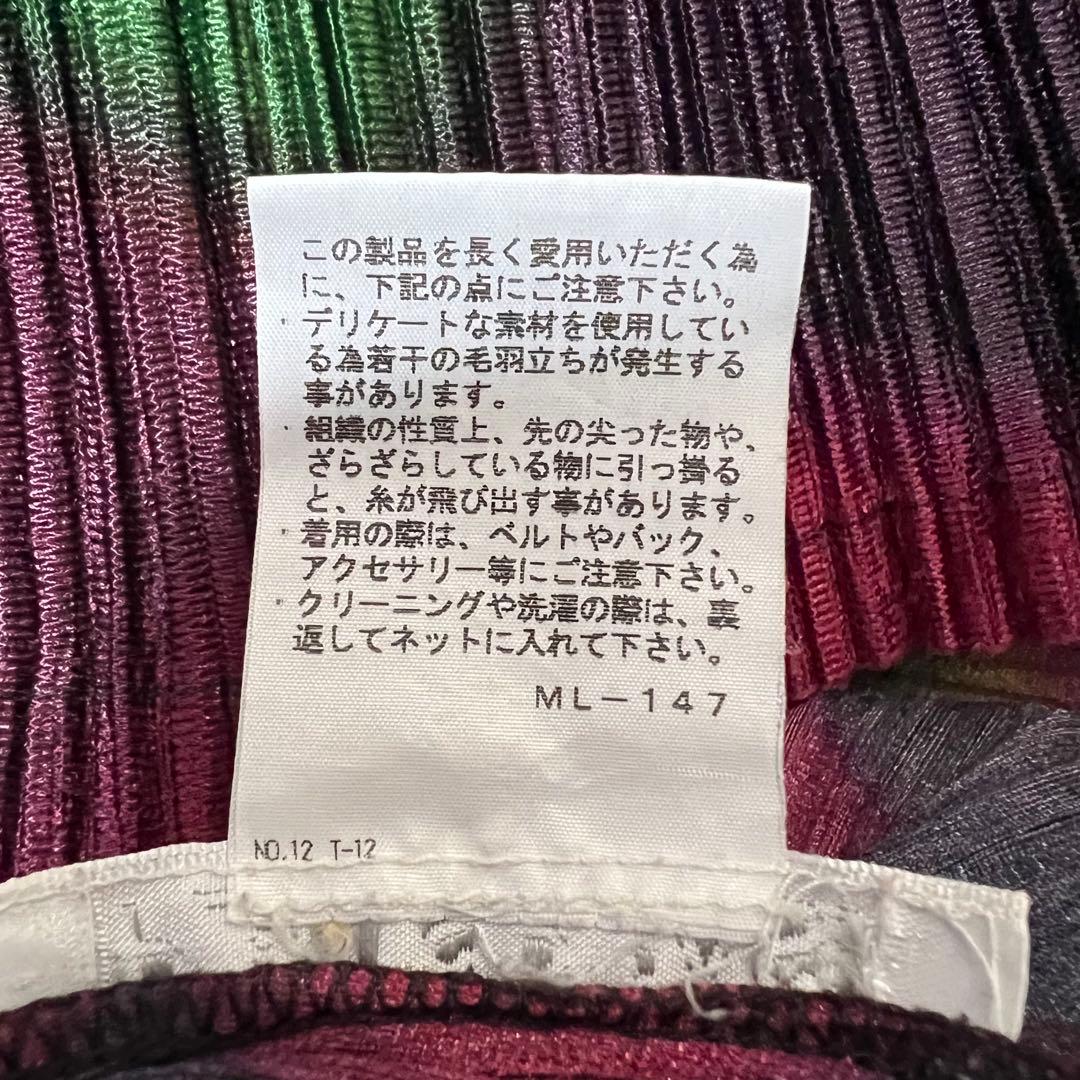 この製品を長く愛用いただく為
に、下記の点にご注意下さい。
・デリケートな素材を使用してい
る為若干の毛羽立ちが発生する
事があります。
・組織の性質上、先の尖った物や、
ざらざらしている物に引っ掛る
と、糸が飛び出す事があります。
・着用の際は、ベルトやバック、
アクセサリー等にご注意下さい。
・クリーニングや洗濯の際は、裏
返してネットに入れて下さい。
ML-147
NO.12 T-12